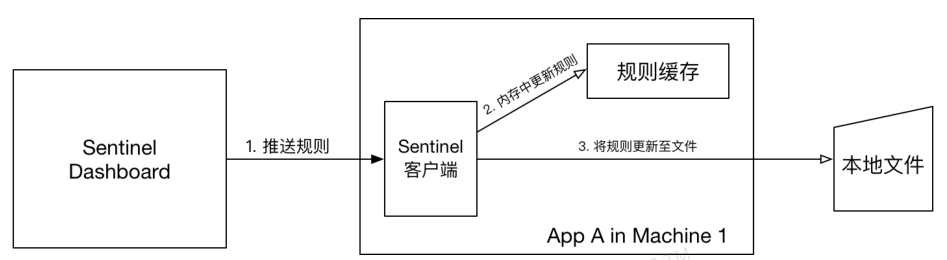 Sentinel
Dashboard
1. 推送规则
Sentinel
客户端
2. 内存中更新规则
规则缓存
3. 将规则更新至文件
本地文件
App A in Machine 1